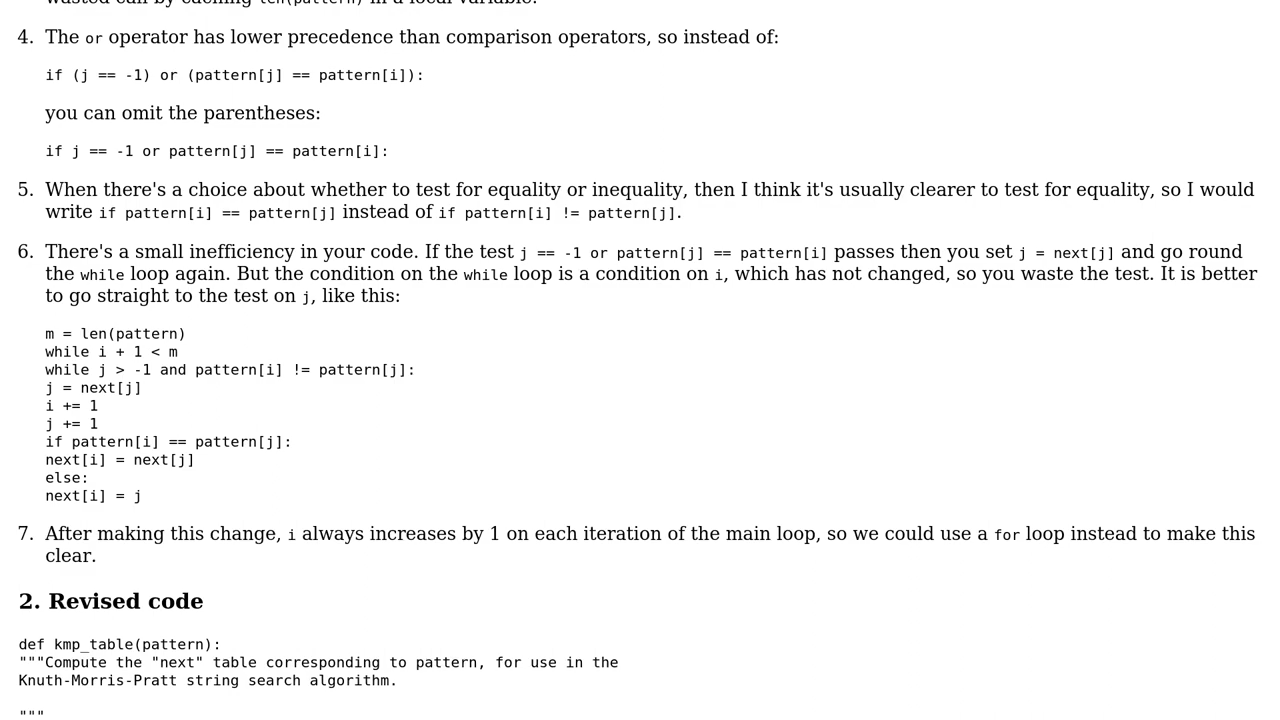 wasted call by caching len(pattern) in a local variable.
4. The or operator has lower precedence than comparison operators, so instead of:
if (j == -1) or (pattern[j] == pattern[i]):
you can omit the parentheses:
if j == -1 or pattern[j] == pattern[i]:
5. When there's a choice about whether to test for equality or inequality, then I think it's usually clearer to test for equality, so I would
write if pattern[i] == pattern[j] instead of if pattern[i] != pattern[j].
6. There's a small inefficiency in your code. If the test j == -1 or pattern[j] == pattern[i] passes then you set j = next[j] and go round
the while loop again. But the condition on the while loop is a condition on i, which has not changed, so you waste the test. It is better
to go straight to the test on j, like this:
m = len(pattern)
while i + 1 < m
while j > -1 and pattern[i] != pattern[j]:
j = next[j]
i += 1
j += 1
if pattern[i] == pattern[j]:
next[i] = next[j]
else:
next[i] = j
7. After making this change, i always increases by 1 on each iteration of the main loop, so we could use a for loop instead to make this
clear.
2. Revised code
def kmp_table(pattern):
"""Compute the "next" table corresponding to pattern, for use in the
Knuth-Morris-Pratt string search algorithm.
"""